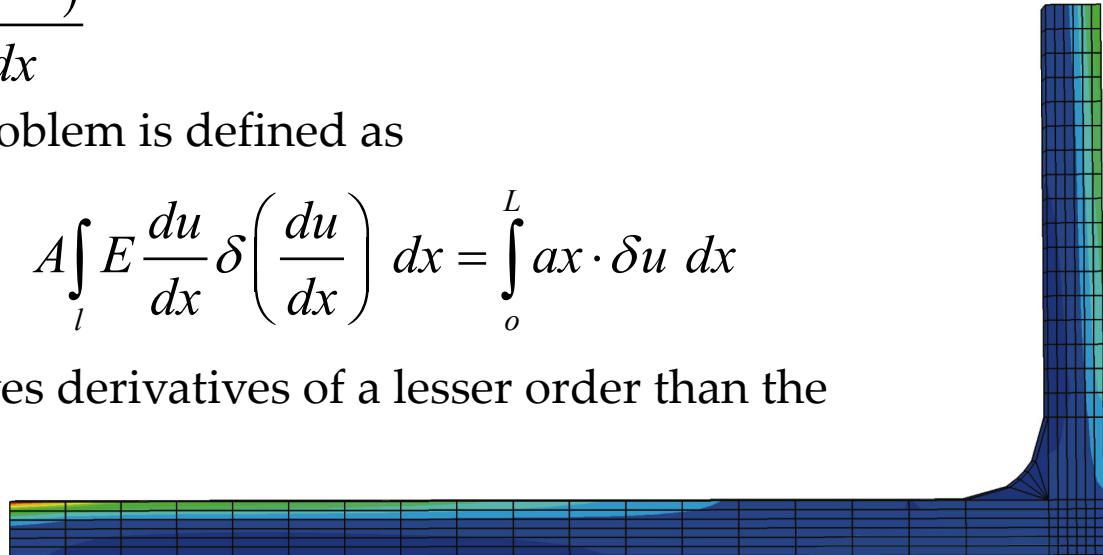 )
dx
oblem is defined as
A∫_l E du/dx δ(du/dx) dx = ∫_o^L ax · δu dx
es derivatives of a lesser order than the